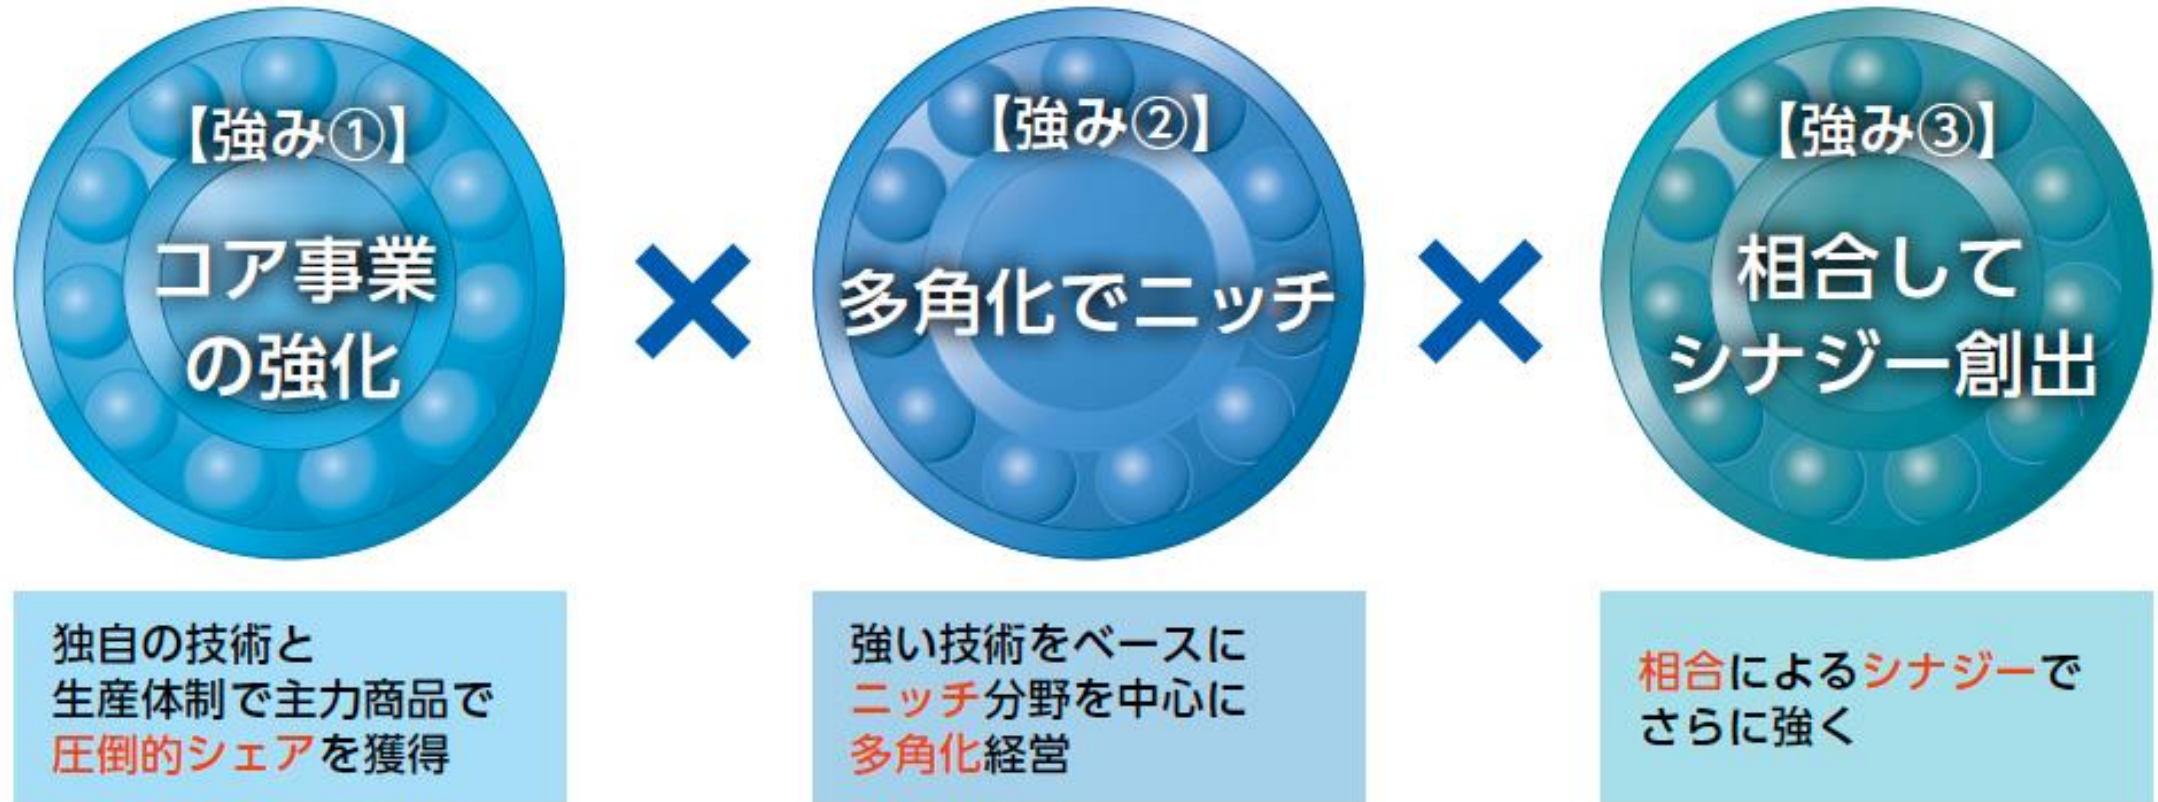 【強み①】
コア事業
の強化
×
【強み②】
多角化でニッチ
×
【強み③】
相合して
シナジー創出
独自の技術と
生産体制で主力商品で
圧倒的シェアを獲得
強い技術をベースに
ニッチ分野を中心に
多角化経営
相合によるシナジーで
さらに強く